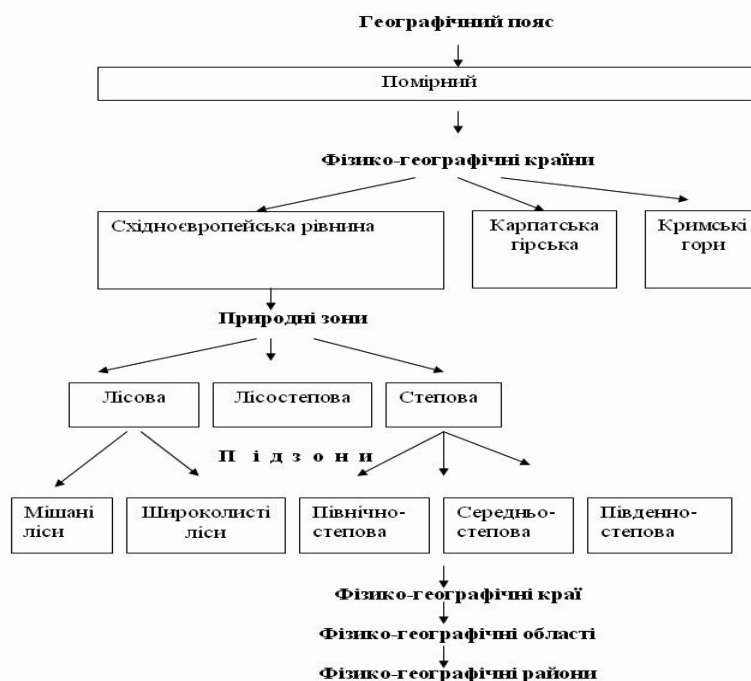 Географічний пояс
Помірний
Фізико-географічні країни
Східноєвропейська рівнина
Карпатська
гірська
Кримські
гори
Природні зони
Лісова
Лісостепова
Степова
П і д з о н и
Мішані
ліси
Широколисті
ліси
Північно-
степова
Середньо-
степова
Південно-
степова
Фізико-географічні краї
Фізико-географічні області
Фізико-географічні райони